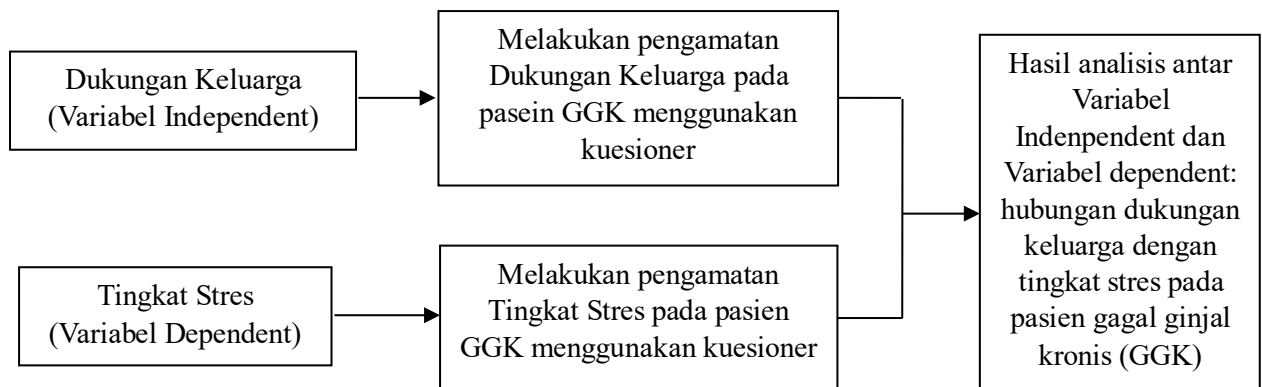 Dukungan Keluarga
(Variabel Independent)
Melakukan pengamatan
Dukungan Keluarga pada
pasein GGK menggunakan
kuesioner
Tingkat Stres
(Variabel Dependent)
Melakukan pengamatan
Tingkat Stres pada pasien
GGK menggunakan kuesioner
Hasil analisis antar
Variabel
Indenpendent dan
Variabel dependent:
hubungan dukungan
keluarga dengan
tingkat stres pada
pasien gagal ginjal
kronis (GGK)